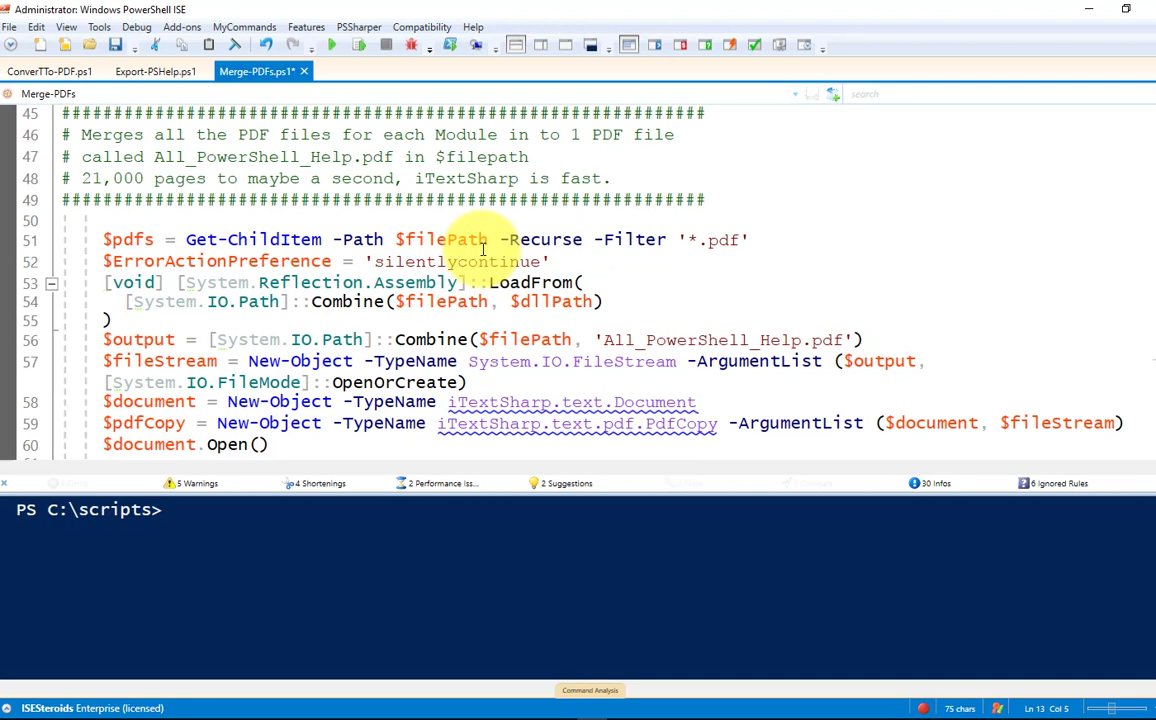 Administrator: Windows PowerShell ISE
File Edit View Tools Debug Add-ons MyCommands Features PSSharper Compatibility Help
ConverTTo-PDF.ps1 Export-PSHelp.ps1 Merge-PDFs.ps1* ✕
Merge-PDFs search
45 #############################################################
46 # Merges all the PDF files for each Module in to 1 PDF file
47 # called All_PowerShell_Help.pdf in $filepath
48 # 21,000 pages to maybe a second, iTextSharp is fast.
49 #############################################################
50
51 $pdfs = Get-ChildItem -Path $filePath -Recurse -Filter '*.pdf'
52 $ErrorActionPreference = 'silentlycontinue'
53 [void] [System.Reflection.Assembly]::LoadFrom(
54 [System.IO.Path]::Combine($filePath, $dllPath)
55 )
56 $output = [System.IO.Path]::Combine($filePath, 'All_PowerShell_Help.pdf')
57 $fileStream = New-Object -TypeName System.IO.FileStream -ArgumentList ($output,
[System.IO.FileMode]::OpenOrCreate)
58 $document = New-Object -TypeName iTextSharp.text.Document
59 $pdfCopy = New-Object -TypeName iTextSharp.text.pdf.PdfCopy -ArgumentList ($document, $fileStream)
60 $document.Open()
5 Warnings 4 Shortenings 2 Performance Iss... 2 Suggestions 30 Infos 6 Ignored Rules
PS C:\scripts>
Command Analysis
ISESteroids Enterprise (licensed) 75 chars Ln 13 Col 5